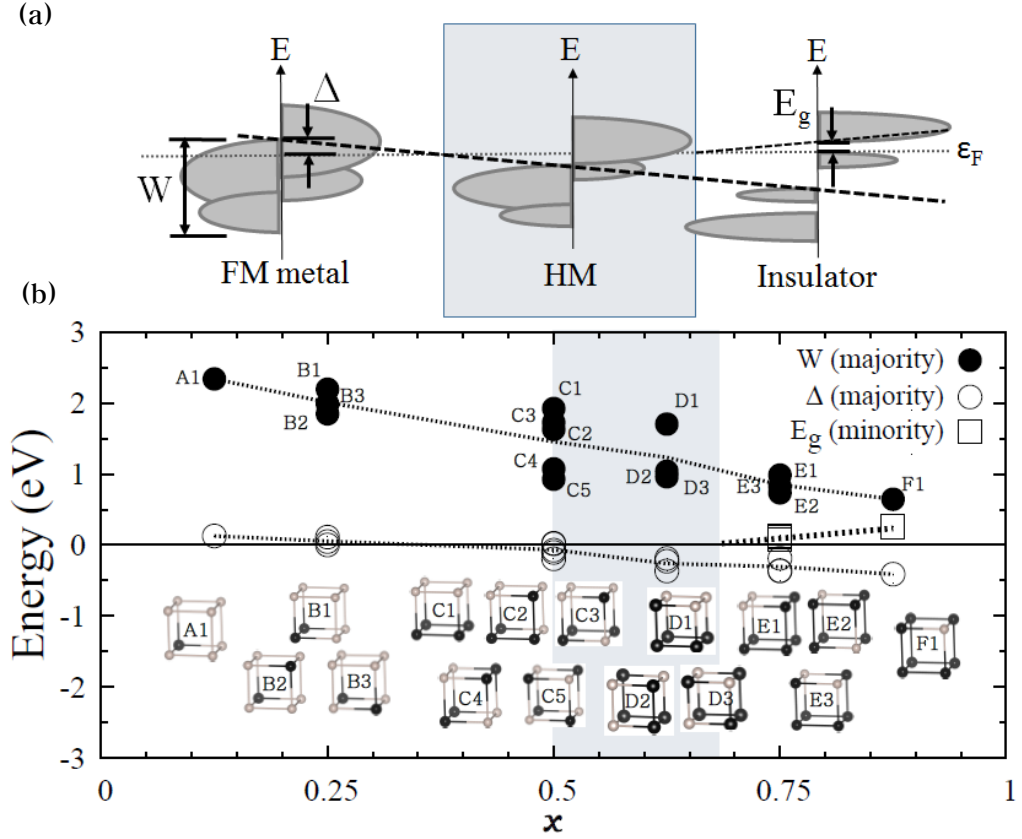 (a)
E E E
Δ E_g
W ε_F
FM metal HM Insulator
(b)
Energy (eV)
3
2
1
0
-1
-2
-3
W (majority)
Δ (majority)
E_g (minority)
A1 B1 B3 B2 C1 C3 C2 C4 C5 D1 D2 D3 E1 E3 E2 F1
A1 B1 C1 C2 C3 D1 E1 E2 F1
B2 B3 C4 C5 D2 D3 E3
0 0.25 0.5 0.75 1
x